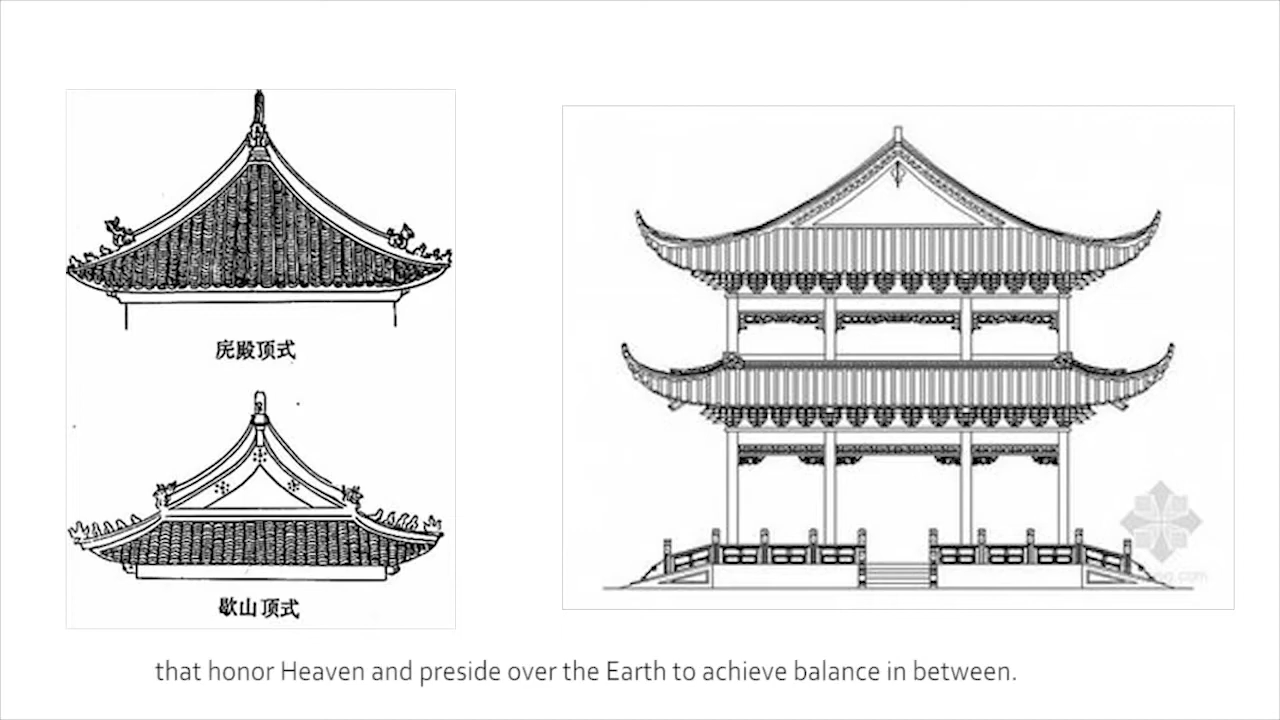 庑殿顶式
歇山顶式
that honor Heaven and preside over the Earth to achieve balance in between.